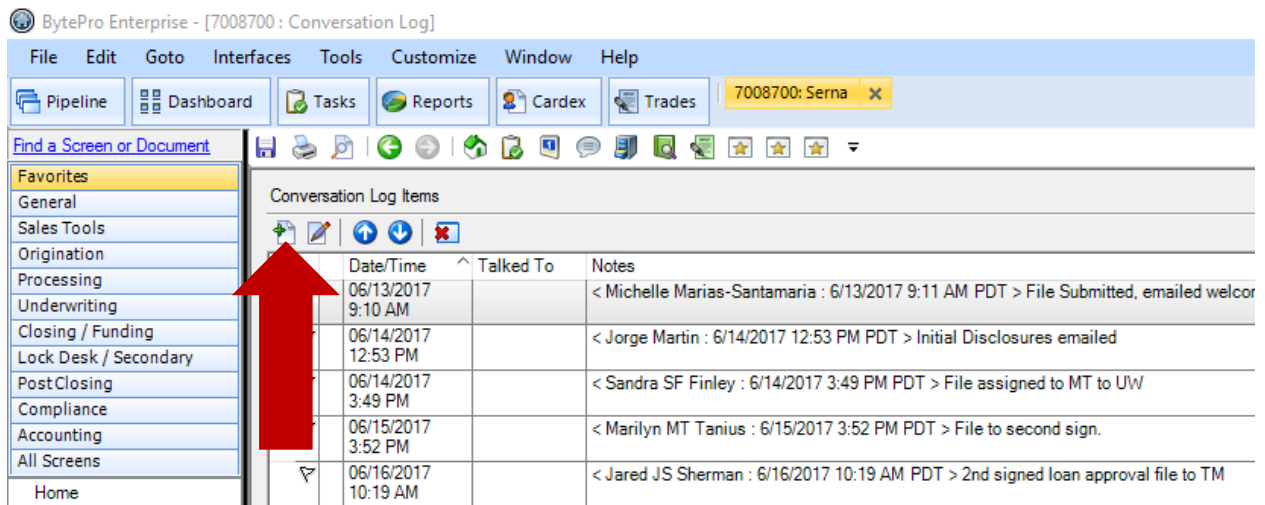 BytePro Enterprise - [7008700 : Conversation Log]
File Edit Goto Interfaces Tools Customize Window Help
Pipeline Dashboard Tasks Reports Cardex Trades 7008700: Serna
Find a Screen or Document
Favorites
General
Sales Tools
Origination
Processing
Underwriting
Closing / Funding
Lock Desk / Secondary
PostClosing
Compliance
Accounting
All Screens
Home
Conversation Log Items
Date/Time Talked To Notes
06/13/2017 < Michelle Marias-Santamaria : 6/13/2017 9:11 AM PDT > File Submitted, emailed welcor
9:10 AM
06/14/2017 < Jorge Martin : 6/14/2017 12:53 PM PDT > Initial Disclosures emailed
12:53 PM
06/14/2017 < Sandra SF Finley : 6/14/2017 3:49 PM PDT > File assigned to MT to UW
3:49 PM
06/15/2017 < Marilyn MT Tanius : 6/15/2017 3:52 PM PDT > File to second sign.
3:52 PM
06/16/2017 < Jared JS Sherman : 6/16/2017 10:19 AM PDT > 2nd signed loan approval file to TM
10:19 AM